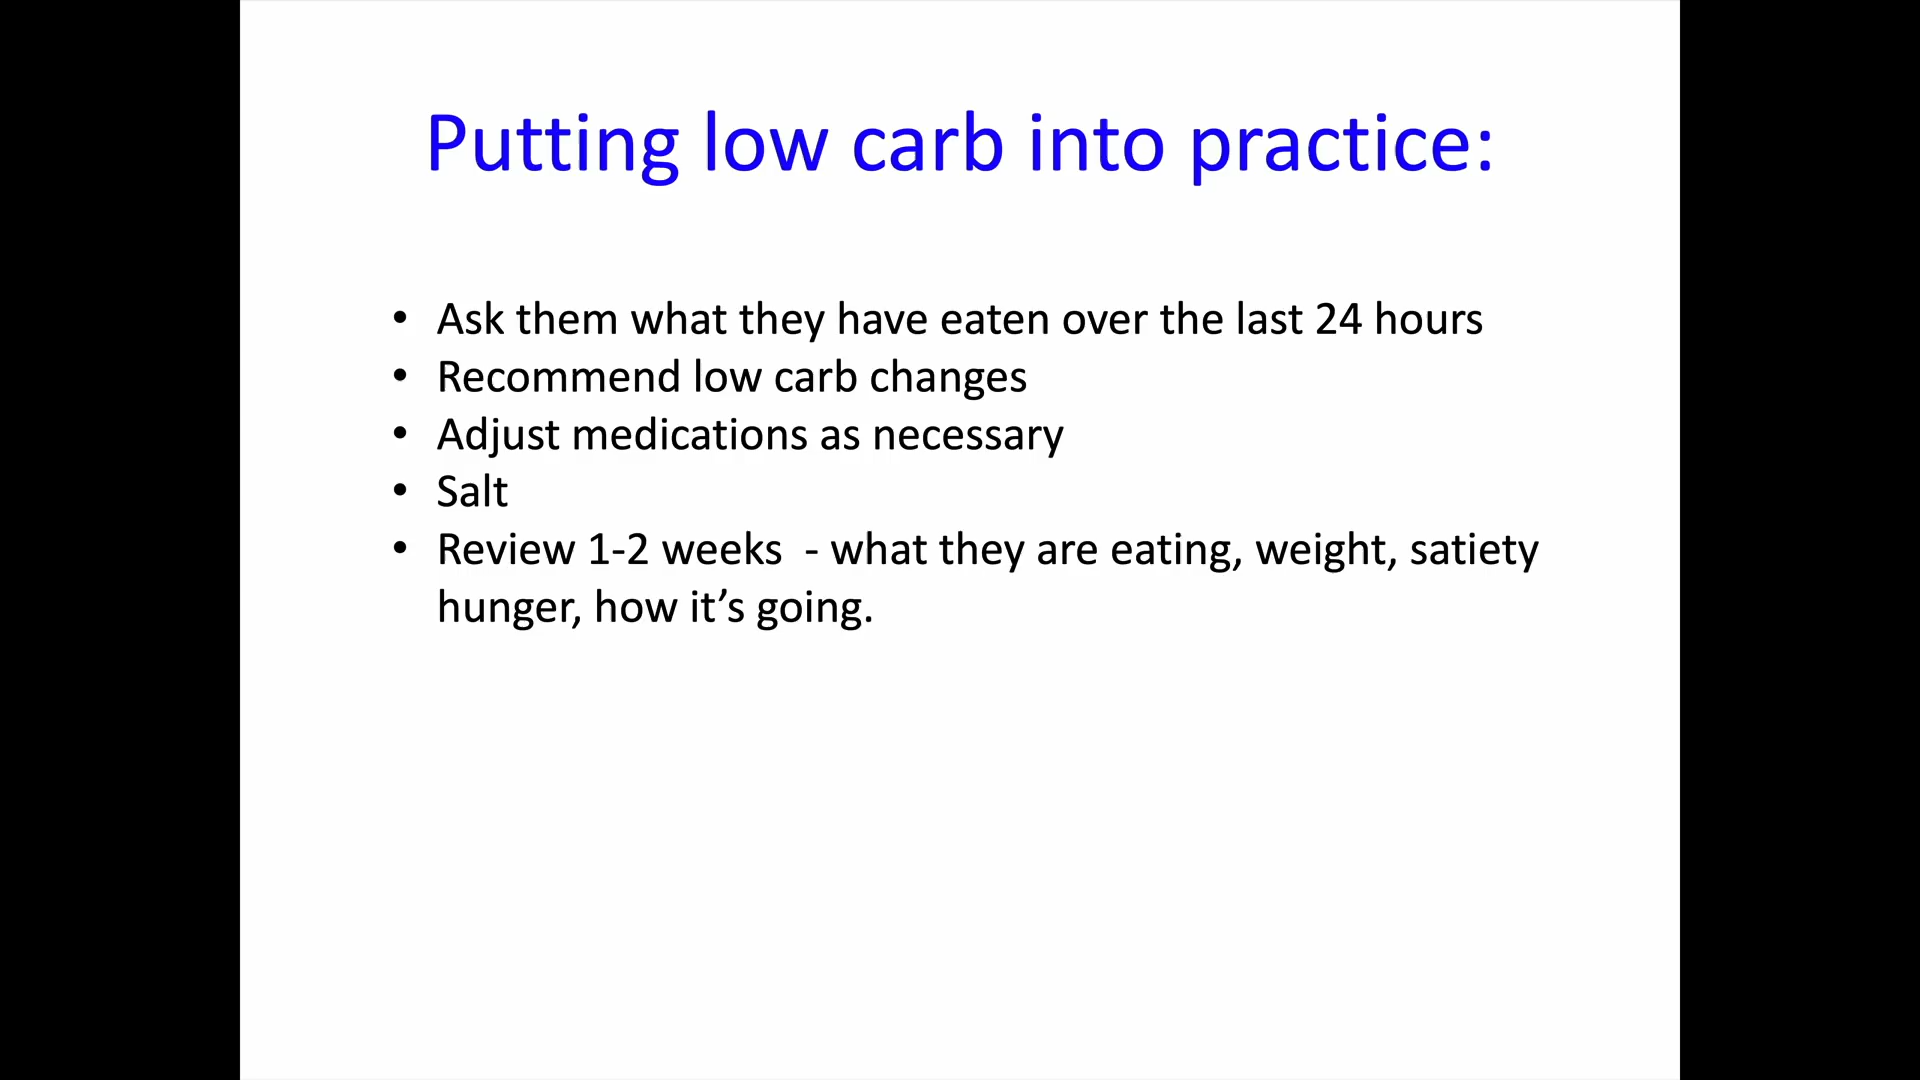 Putting low carb into practice:
• Ask them what they have eaten over the last 24 hours
• Recommend low carb changes
• Adjust medications as necessary
• Salt
• Review 1-2 weeks  - what they are eating, weight, satiety
hunger, how it’s going.